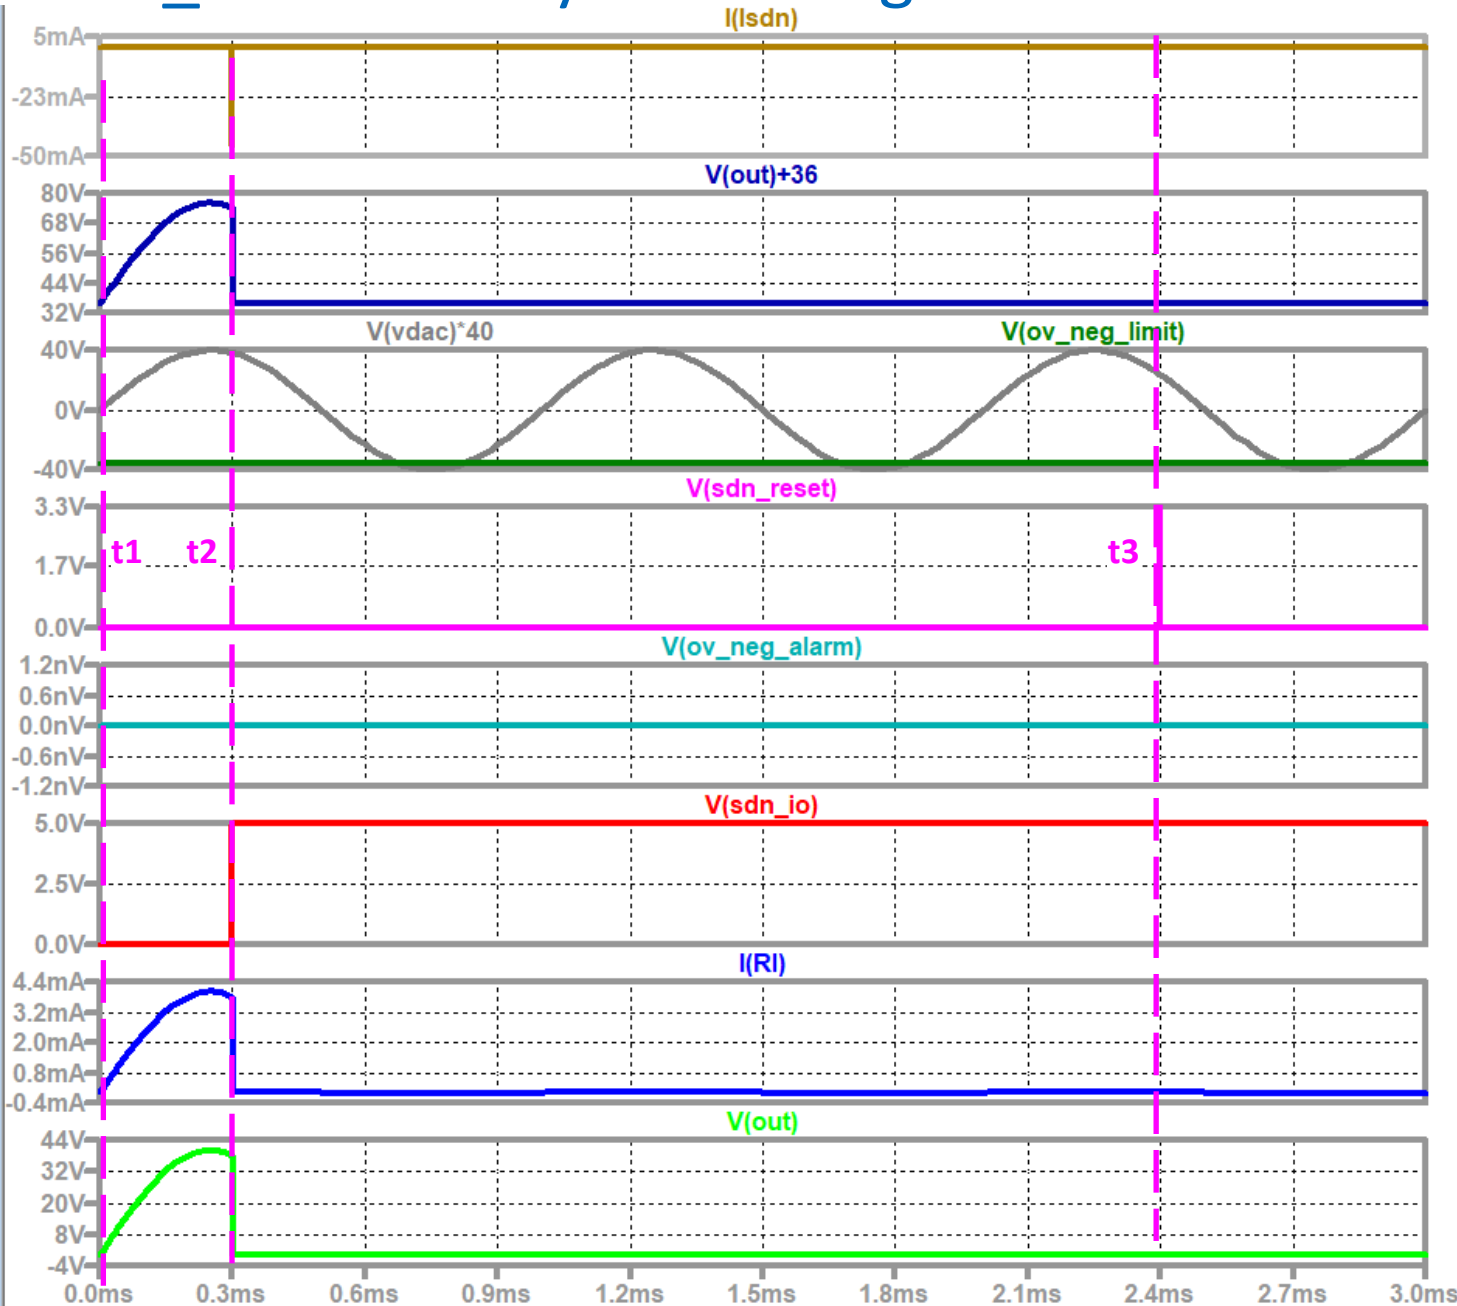 I(Isdn)
5mA
-23mA
-50mA
V(out)+36
80V
68V
56V
44V
32V
V(vdac)*40 V(ov_neg_limit)
40V
0V
-40V
V(sdn_reset)
3.3V
t1 t2 t3
1.7V
0.0V
V(ov_neg_alarm)
1.2nV
0.6nV
0.0nV
-0.6nV
-1.2nV
V(sdn_io)
5.0V
2.5V
0.0V
I(RI)
4.4mA
3.2mA
2.0mA
0.8mA
-0.4mA
V(out)
44V
32V
20V
8V
-4V
0.0ms 0.3ms 0.6ms 0.9ms 1.2ms 1.5ms 1.8ms 2.1ms 2.4ms 2.7ms 3.0ms